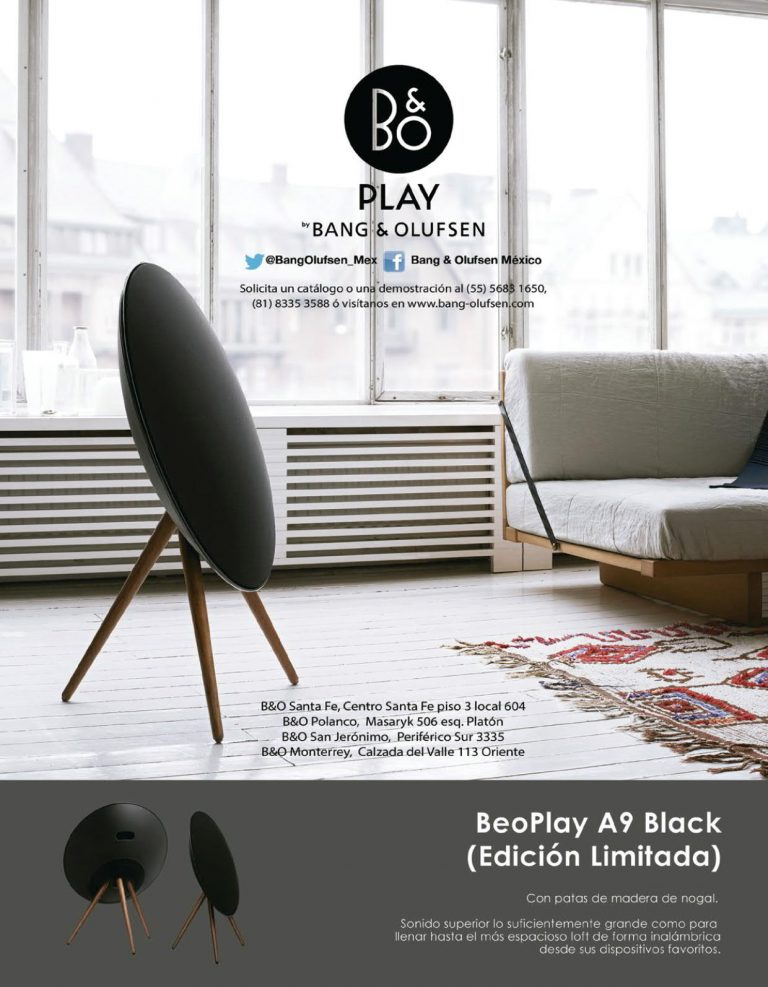 B&O
PLAY
by BANG & OLUFSEN
@BangOlufsen_Mex Bang & Olufsen México
Solicita un catálogo o una demostración al (55) 5683 1650,
(81) 8335 3588 ó visítanos en www.bang-olufsen.com
B&O Santa Fe, Centro Santa Fe piso 3 local 604
B&O Polanco, Masaryk 506 esq. Platón
B&O San Jerónimo, Periférico Sur 3335
B&O Monterrey, Calzada del Valle 113 Oriente
BeoPlay A9 Black
(Edición Limitada)
Con patas de madera de nogal.
Sonido superior lo suficientemente grande como para
llenar hasta el más espacioso loft de forma inalámbrica
desde sus dispositivos favoritos.